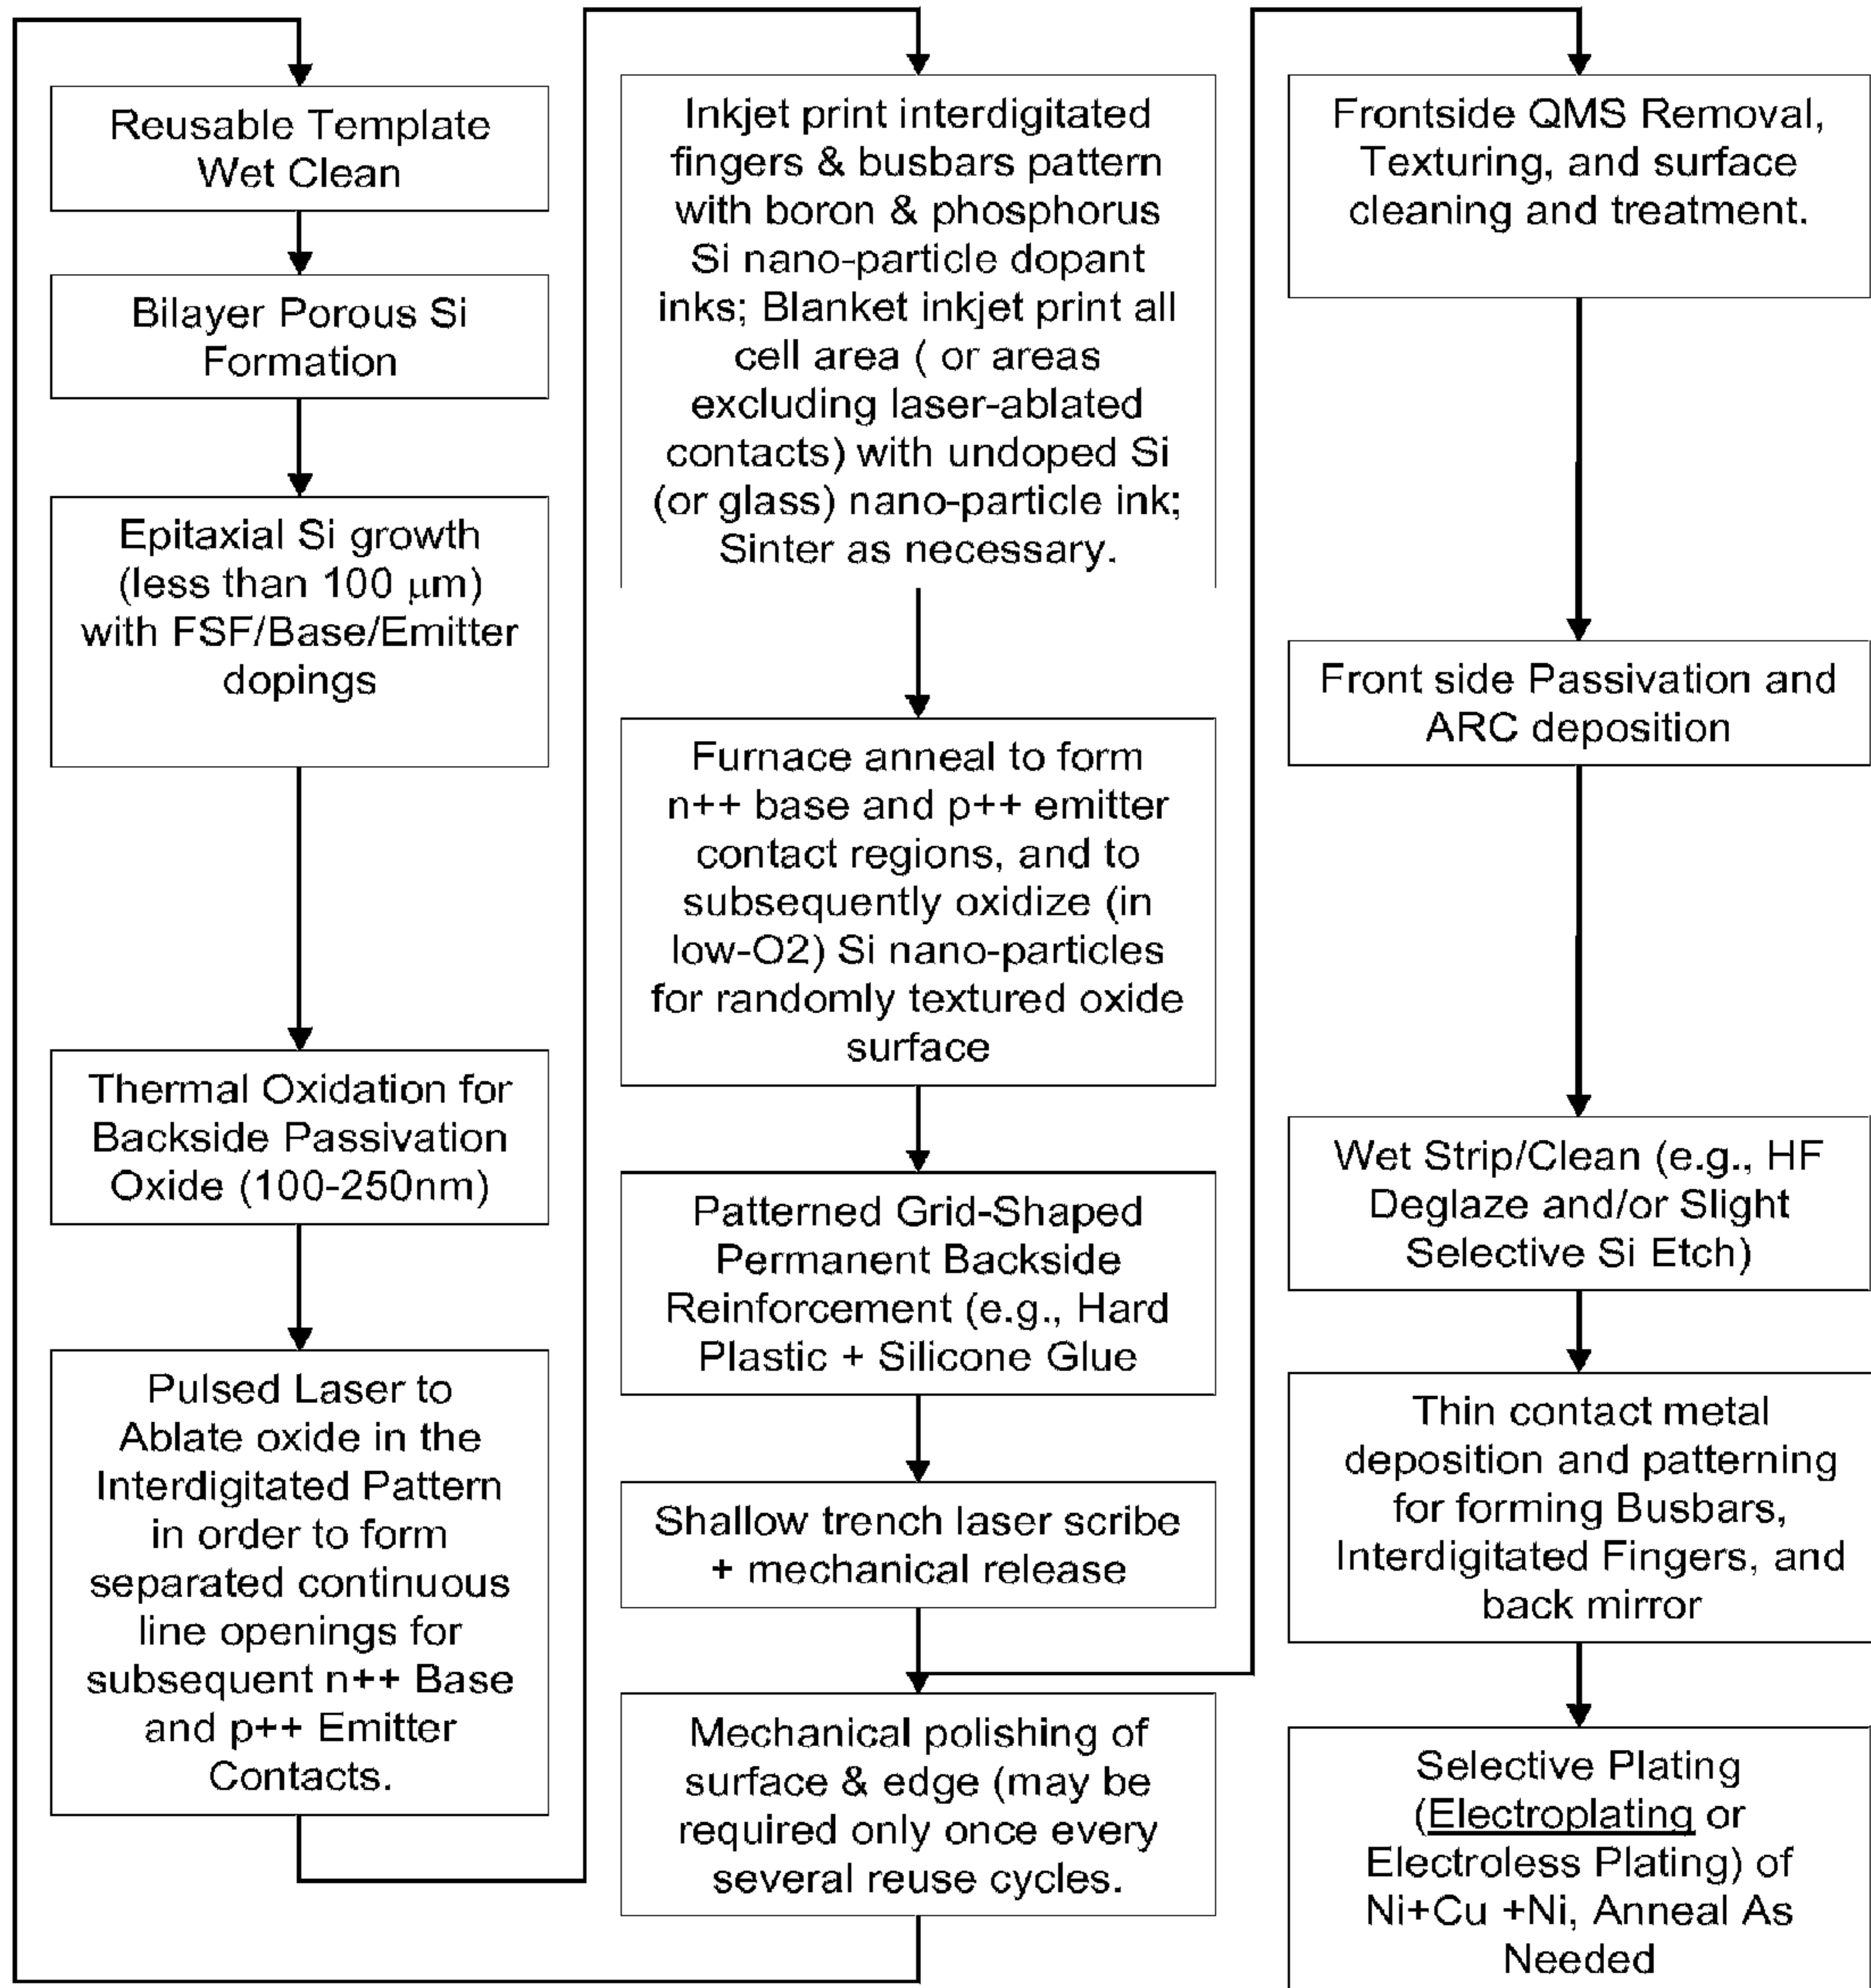 Reusable Template
Wet Clean
Bilayer Porous Si
Formation
Epitaxial Si growth
(less than 100 μm)
with FSF/Base/Emitter
dopings
Thermal Oxidation for
Backside Passivation
Oxide (100-250nm)
Pulsed Laser to
Ablate oxide in the
Interdigitated Pattern
in order to form
separated continuous
line openings for
subsequent n++ Base
and p++ Emitter
Contacts.
Inkjet print interdigitated
fingers & busbars pattern
with boron & phosphorus
Si nano-particle dopant
inks; Blanket inkjet print all
cell area ( or areas
excluding laser-ablated
contacts) with undoped Si
(or glass) nano-particle ink;
Sinter as necessary.
Furnace anneal to form
n++ base and p++ emitter
contact regions, and to
subsequently oxidize (in
low-O2) Si nano-particles
for randomly textured oxide
surface
Patterned Grid-Shaped
Permanent Backside
Reinforcement (e.g., Hard
Plastic + Silicone Glue
Shallow trench laser scribe
+ mechanical release
Mechanical polishing of
surface & edge (may be
required only once every
several reuse cycles.
Frontside QMS Removal,
Texturing, and surface
cleaning and treatment.
Front side Passivation and
ARC deposition
Wet Strip/Clean (e.g., HF
Deglaze and/or Slight
Selective Si Etch)
Thin contact metal
deposition and patterning
for forming Busbars,
Interdigitated Fingers, and
back mirror
Selective Plating
(Electroplating or
Electroless Plating) of
Ni+Cu +Ni, Anneal As
Needed